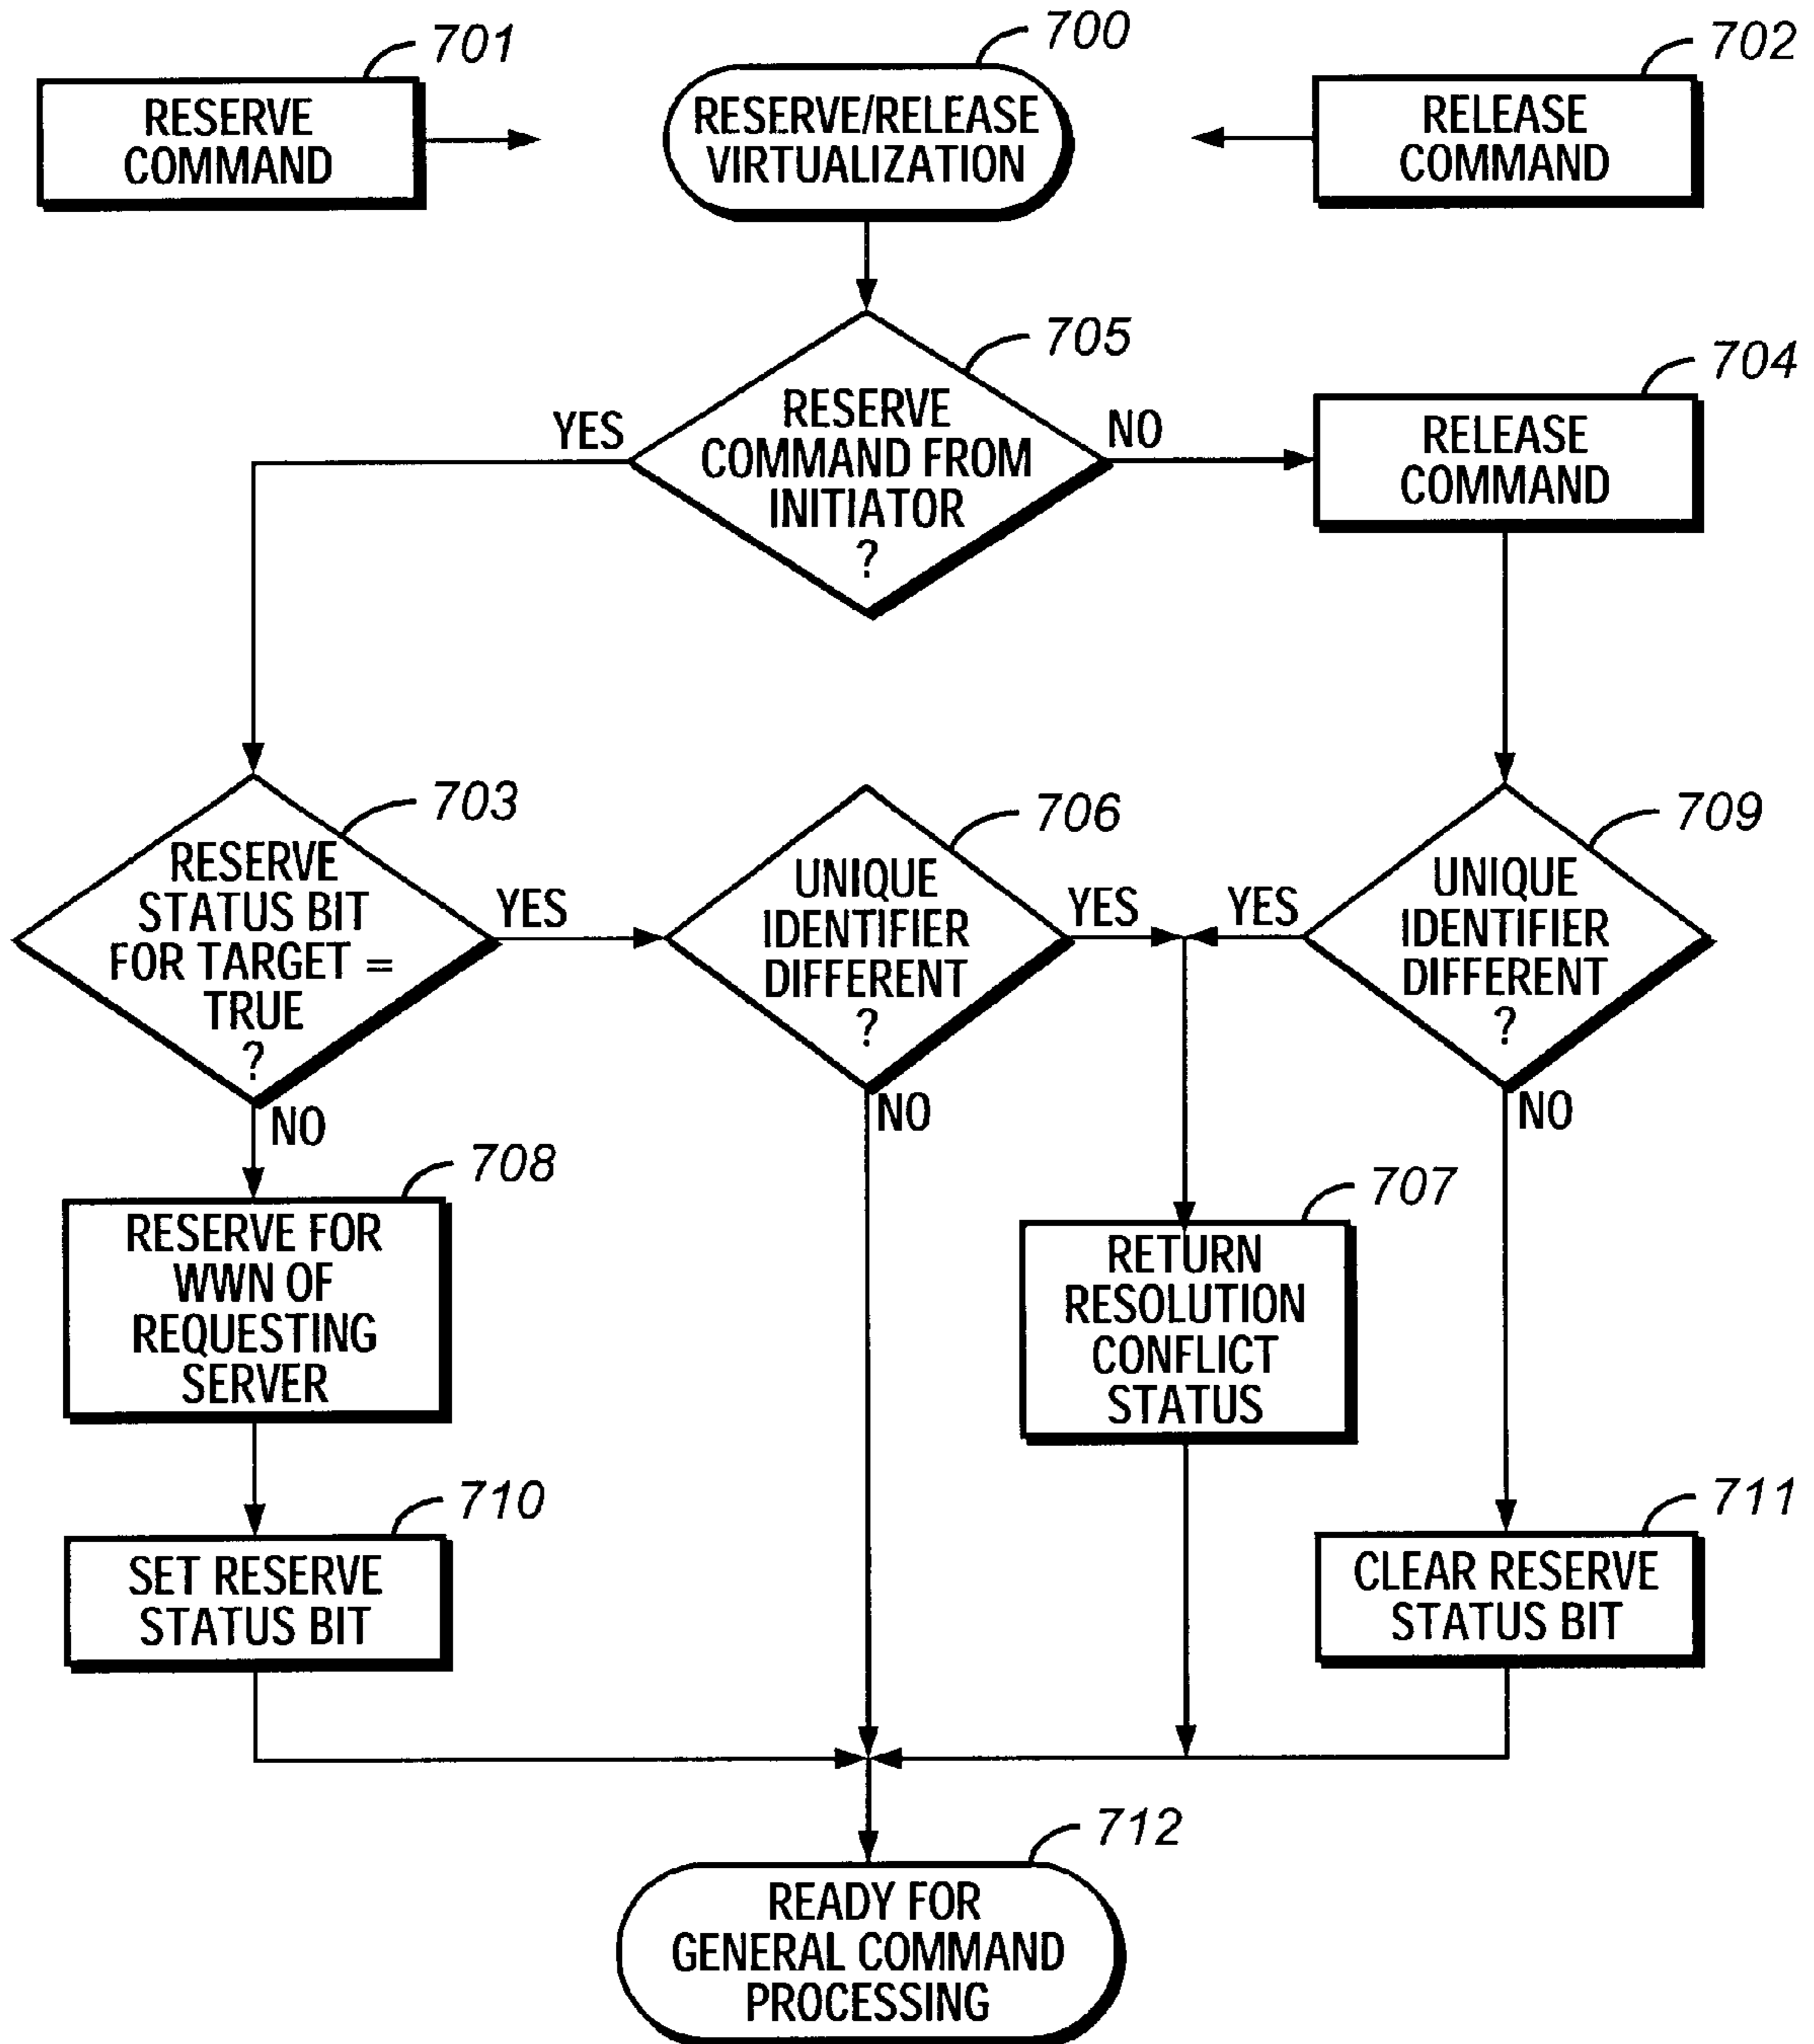 701
700
702
RESERVE
COMMAND
RESERVE/RELEASE
VIRTUALIZATION
RELEASE
COMMAND
705
704
YES
RESERVE
COMMAND FROM
INITIATOR
?
NO
RELEASE
COMMAND
703
706
709
RESERVE
STATUS BIT
FOR TARGET =
TRUE
?
YES
UNIQUE
IDENTIFIER
DIFFERENT
?
YES
YES
UNIQUE
IDENTIFIER
DIFFERENT
?
NO
NO
NO
708
707
RESERVE FOR
WWN OF
REQUESTING
SERVER
RETURN
RESOLUTION
CONFLICT
STATUS
710
711
SET RESERVE
STATUS BIT
CLEAR RESERVE
STATUS BIT
712
READY FOR
GENERAL COMMAND
PROCESSING